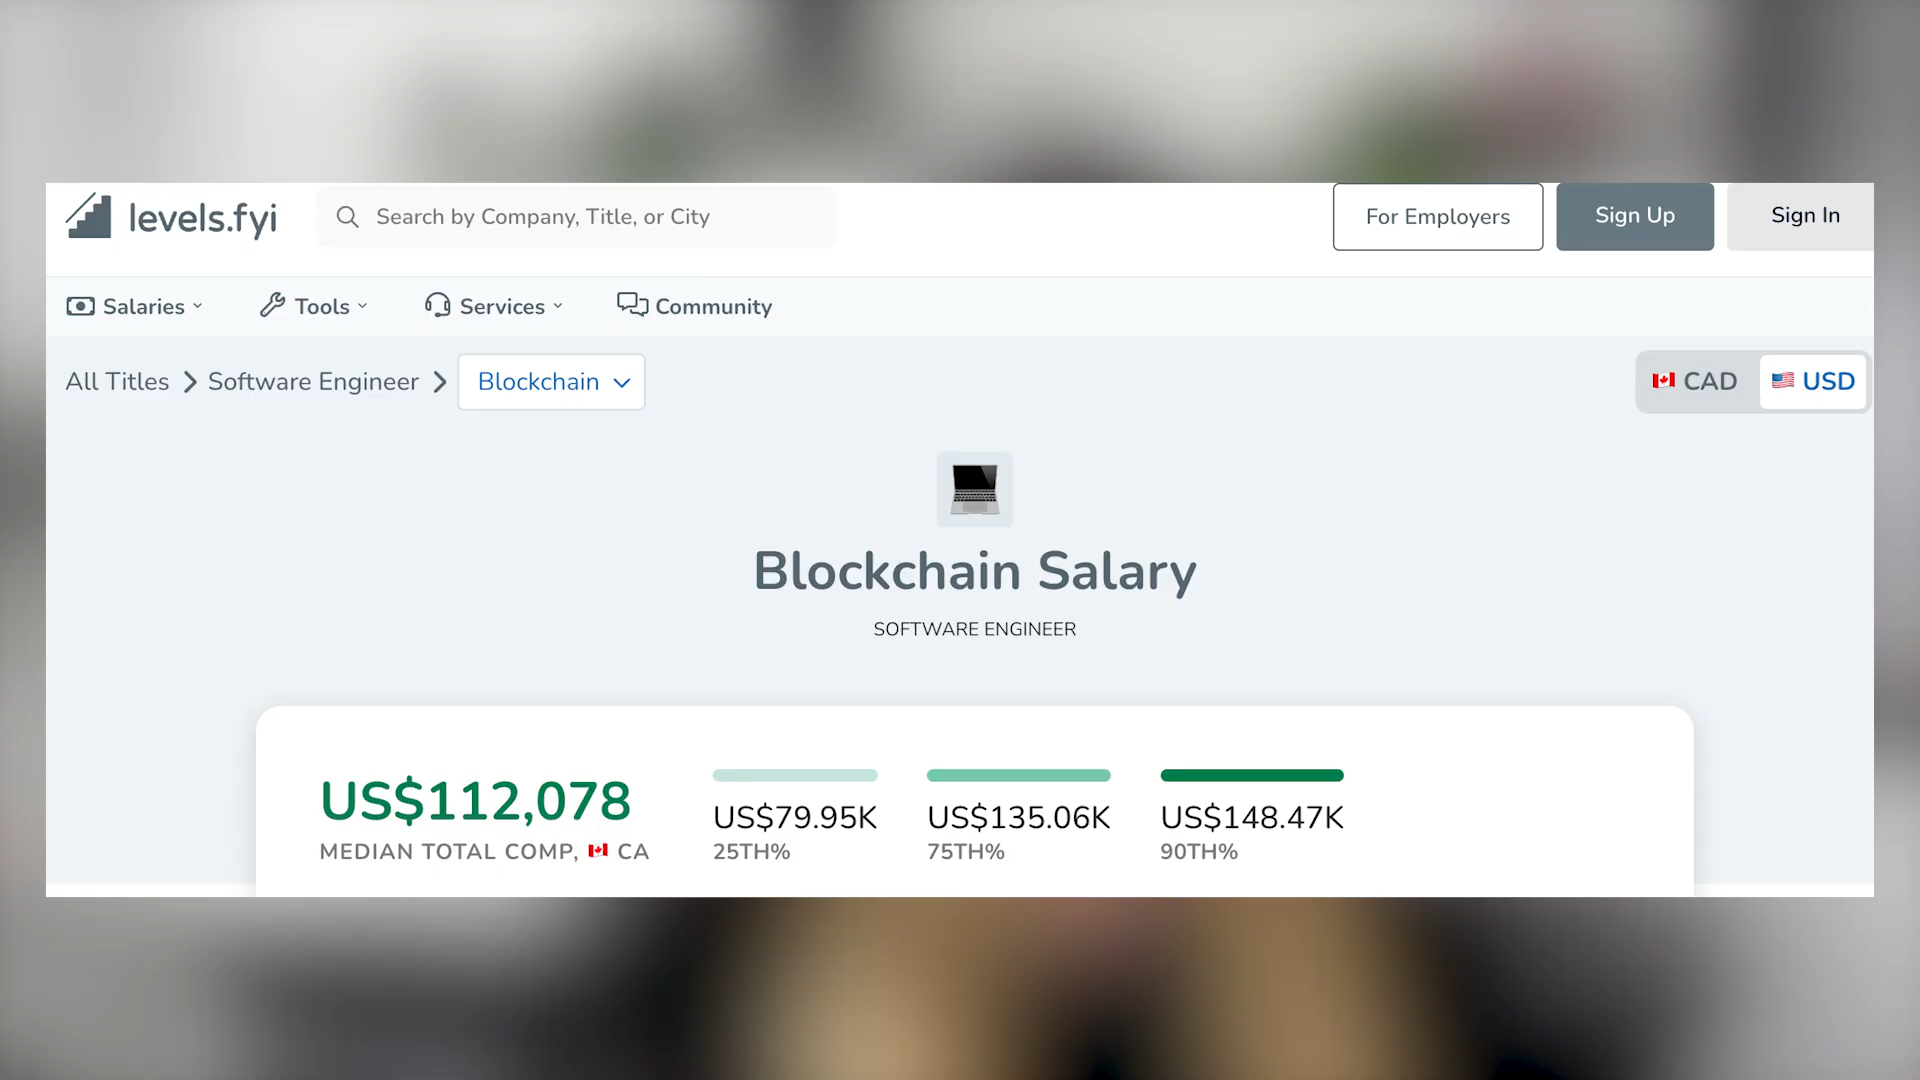 levels.fyi
Search by Company, Title, or City
For Employers
Sign Up
Sign In
Salaries
Tools
Services
Community
All Titles
Software Engineer
Blockchain
CAD
USD
Blockchain Salary
SOFTWARE ENGINEER
US$112,078
MEDIAN TOTAL COMP, CA
US$79.95K
25TH%
US$135.06K
75TH%
US$148.47K
90TH%